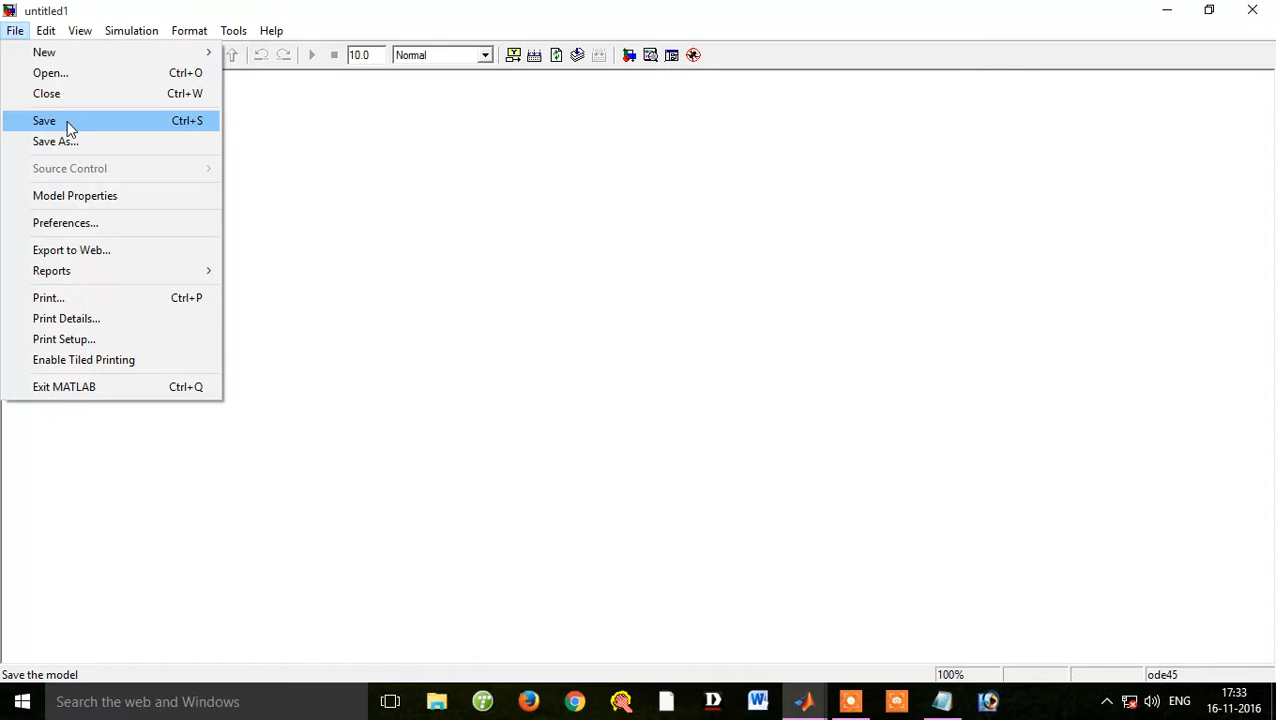 untitled1
File Edit View Simulation Format Tools Help
New
10.0 Normal
Open... Ctrl+O
Close Ctrl+W
Save Ctrl+S
Save As...
Source Control
Model Properties
Preferences...
Export to Web...
Reports
Print... Ctrl+P
Print Details...
Print Setup...
Enable Tiled Printing
Exit MATLAB Ctrl+Q
Save the model 100% ode45
Search the web and Windows ENG 17:33
16-11-2016